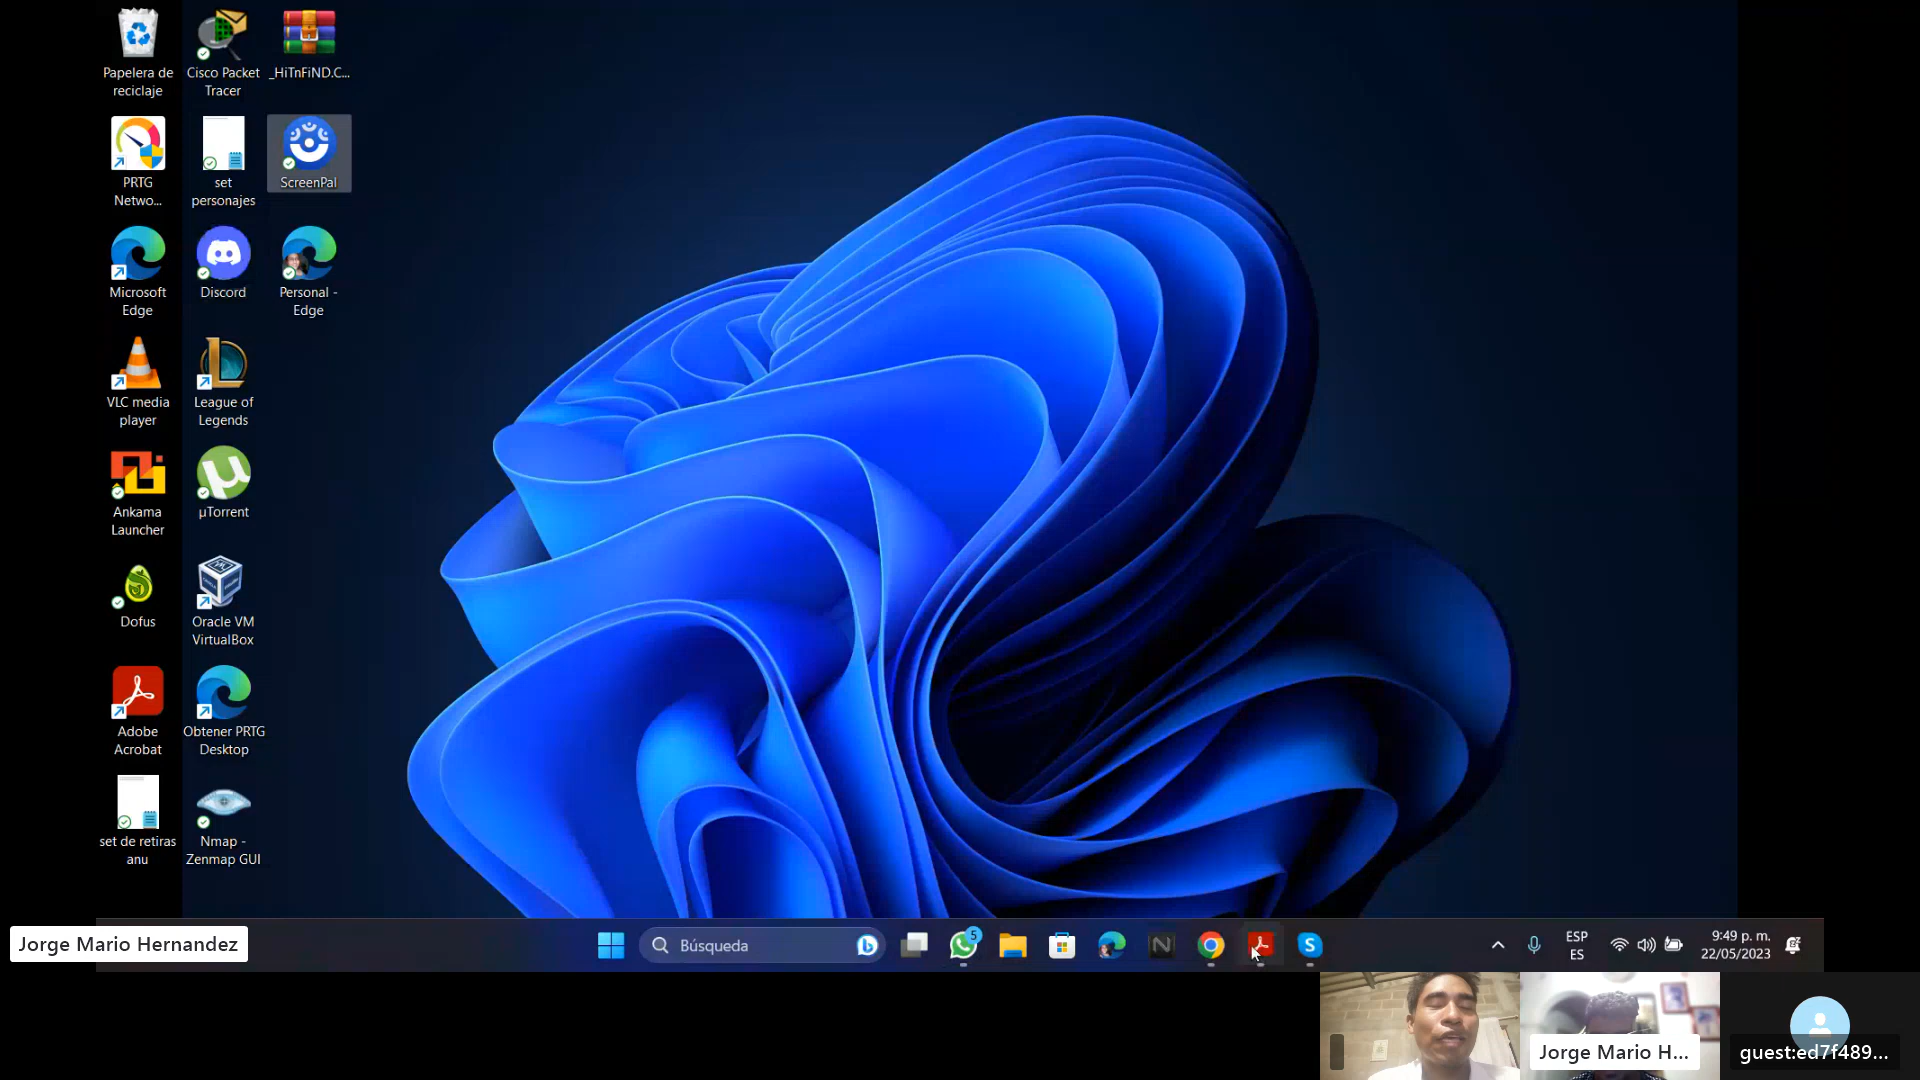 Papelera de
reciclaje
Cisco Packet
Tracer
_HiTnFiND.C...
PRTG
Netwo...
set
personajes
ScreenPal
Microsoft
Edge
Discord
Personal -
Edge
VLC media
player
League of
Legends
Ankama
Launcher
µTorrent
Dofus
Oracle VM
VirtualBox
Adobe
Acrobat
Obtener PRTG
Desktop
set de retiras
anu
Nmap -
Zenmap GUI
Jorge Mario Hernandez
Búsqueda
5
ESP
ES
9:49 p. m.
22/05/2023
Jorge Mario H...
guest:ed7f489...